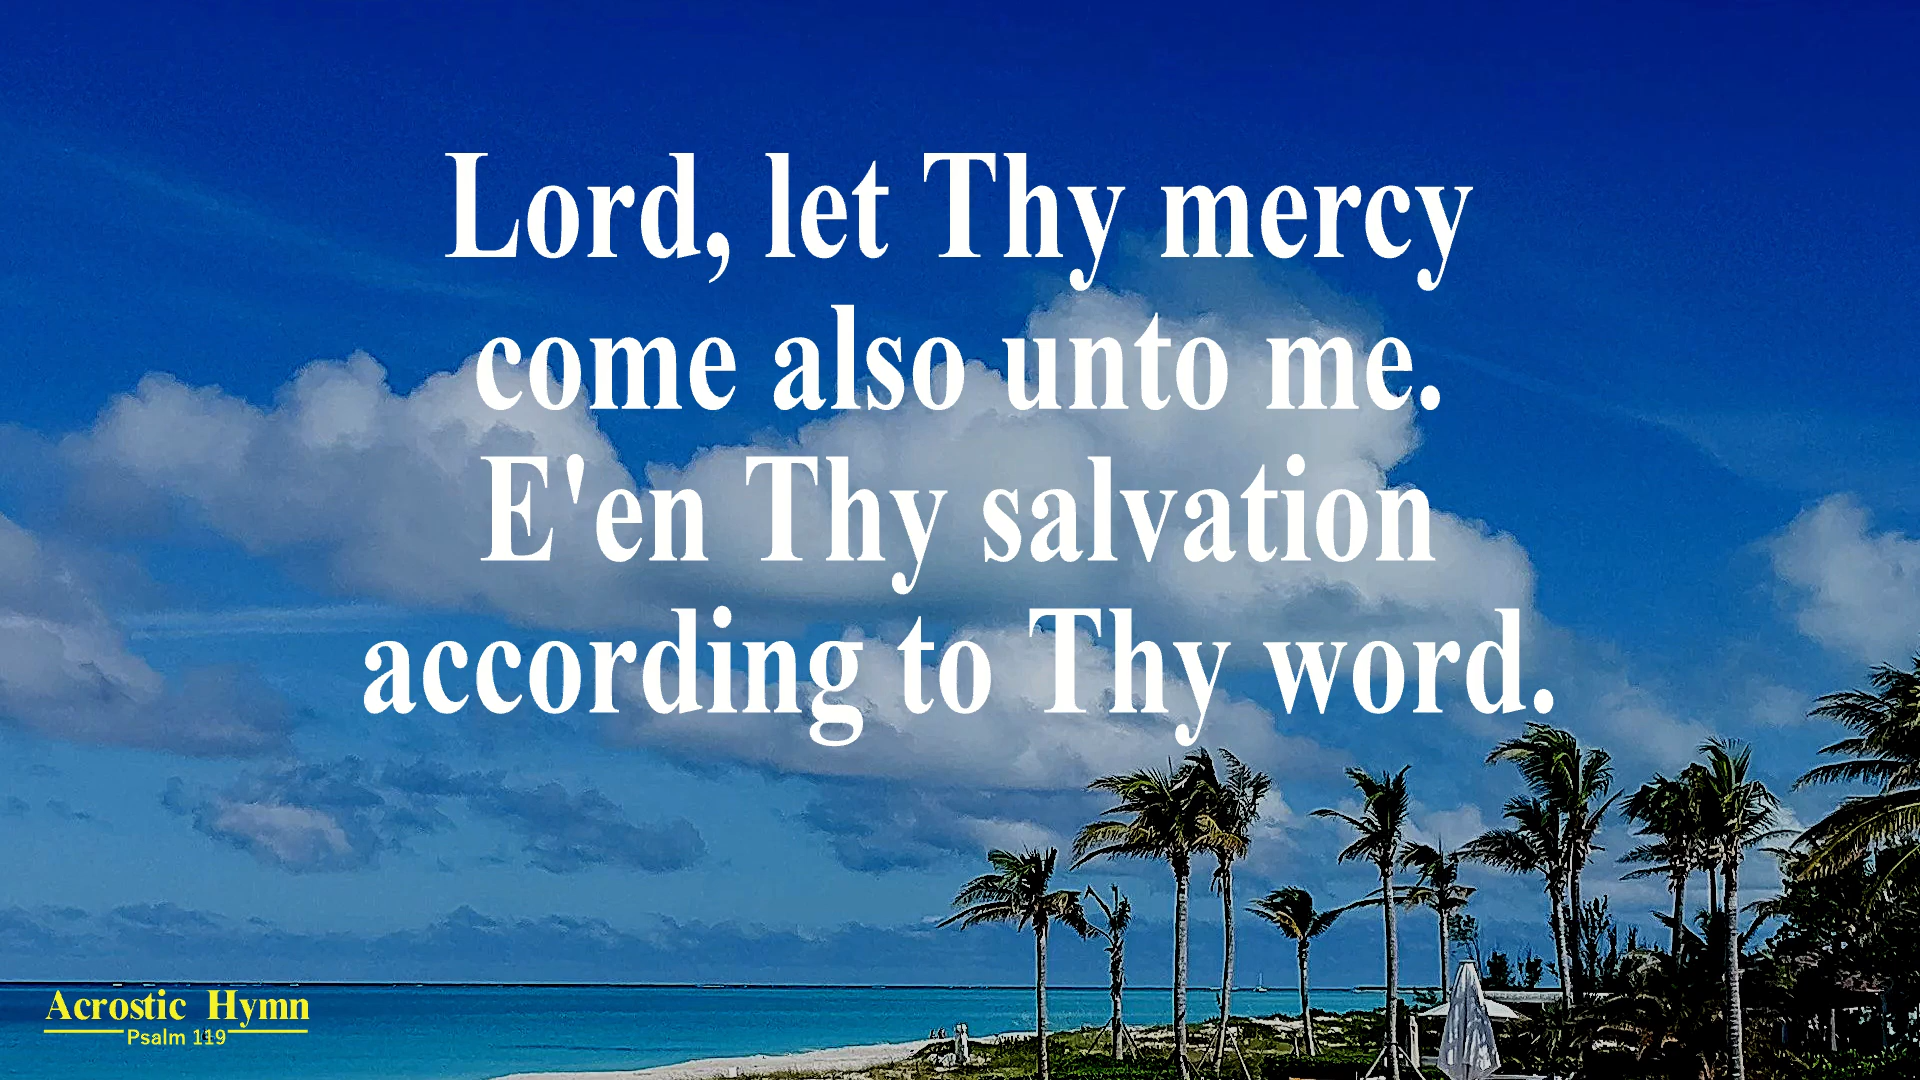 Lord, let Thy mercy
come also unto me.
E'en Thy salvation
according to Thy word.
Acrostic Hymn
Psalm 119